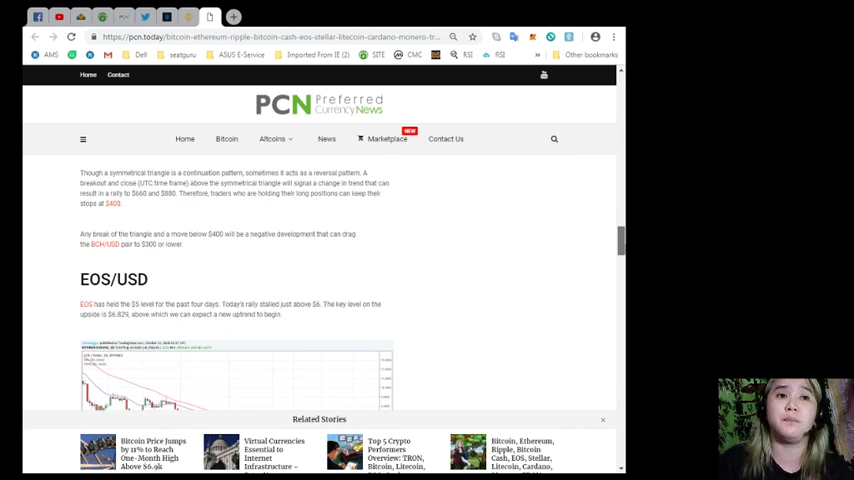 https://pcn.today/bitcoin-ethereum-ripple-bitcoin-cash-eos-stellar-litecoin-cardano-monero-tr...
AMS
Dell
seatguru
ASUS E-Service
Imported From IE (2)
SITE
CMC
RSI
RSI
»
Other bookmarks
Home Contact
PCN Preferred
Currency News
NEW
Home Bitcoin Altcoins News Marketplace Contact Us
Though a symmetrical triangle is a continuation pattern, sometimes it acts as a reversal pattern. A
breakout and close (UTC time frame) above the symmetrical triangle will signal a change in trend that can
result in a rally to $660 and $880. Therefore, traders who are holding their long positions can keep their
stops at $400.
Any break of the triangle and a move below $400 will be a negative development that can drag
the BCH/USD pair to $300 or lower.
EOS/USD
EOS has held the $5 level for the past four days. Today's rally stalled just above $6. The key level on the
upside is $6.829, above which we can expect a new uptrend to begin.
Related Stories
Bitcoin Price Jumps
by 11% to Reach
One-Month High
Above $6.9k
Virtual Currencies
Essential to
Internet
Infrastructure –
Top 5 Crypto
Performers
Overview: TRON,
Bitcoin, Litecoin,
Bitcoin, Ethereum,
Ripple, Bitcoin
Cash, EOS, Stellar,
Litecoin, Cardano,